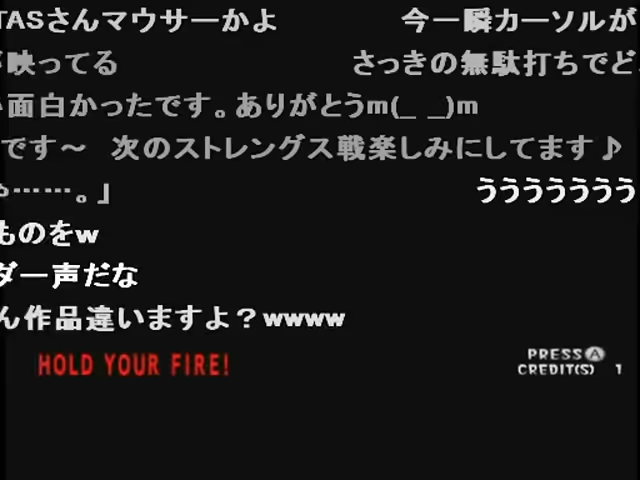 TASさんマウサーかよ 今一瞬カーソルが
映ってる さっきの無駄打ちでど
面白かったです。ありがとうm(_ _)m
です～ 次のストレングス戦楽しみにしてます♪
……。』 ううううううう
ものをw
ダー声だな
ん作品違いますよ？wwww
HOLD YOUR FIRE!
PRESS A
CREDIT(S) 1